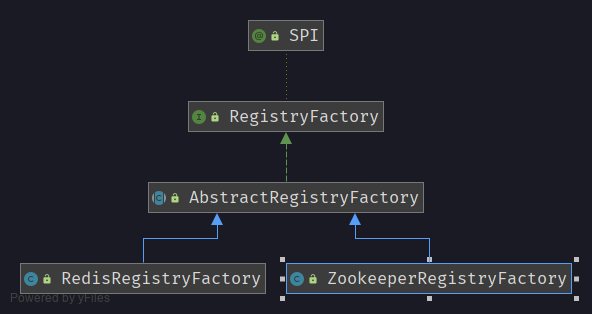 SPI
RegistryFactory
AbstractRegistryFactory
RedisRegistryFactory
ZookeeperRegistryFactory
Powered by yFiles